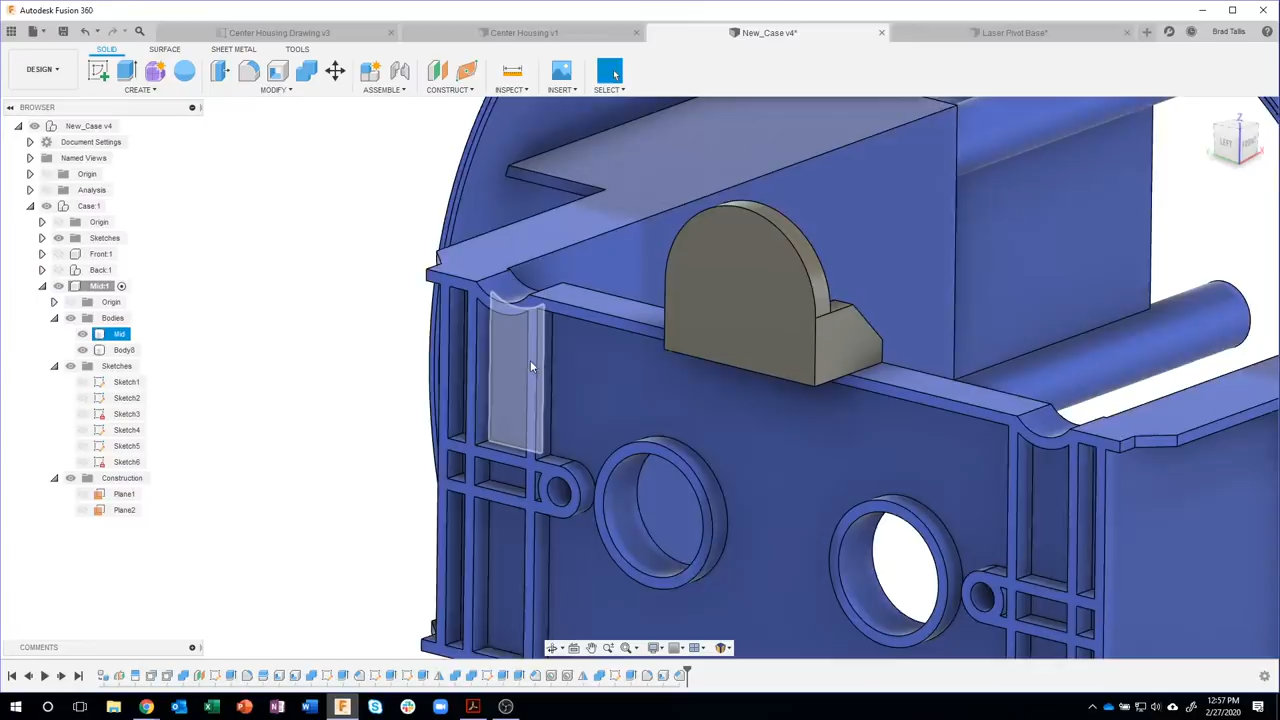 Autodesk Fusion 360
Center Housing Drawing v3
Center Housing v1
New_Case v4*
Laser Pivot Base*
Brad Tallis
SOLID
SURFACE
SHEET METAL
TOOLS
DESIGN
CREATE
MODIFY
ASSEMBLE
CONSTRUCT
INSPECT
INSERT
SELECT
BROWSER
New_Case v4
Document Settings
Named Views
Origin
Analysis
Case:1
Origin
Sketches
Front:1
Back:1
Mid:1
Origin
Bodies
Mid
Body8
Sketches
Sketch1
Sketch2
Sketch3
Sketch4
Sketch5
Sketch6
Construction
Plane1
Plane2
Z
LEFT
FRONT
X
COMMENTS
12:57 PM
2/27/2020